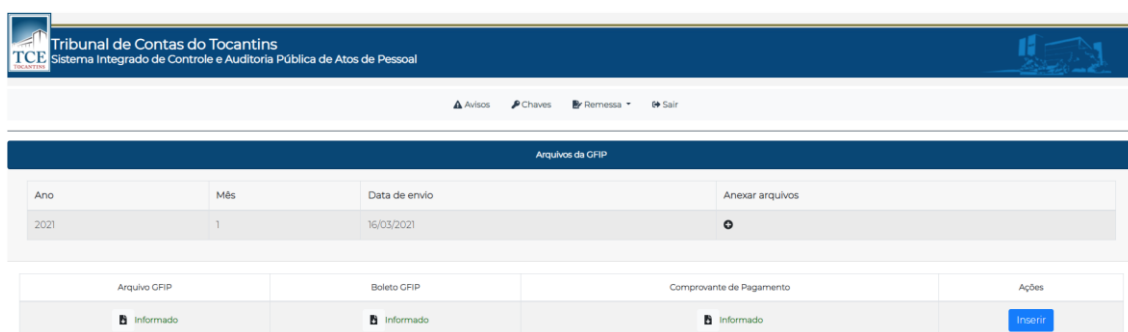 Tribunal de Contas do Tocantins
TCE Sistema Integrado de Controle e Auditoria Pública de Atos de Pessoal
TOCANTINS
Avisos Chaves Remessa Sair
Arquivos da GFIP
Ano Mês Data de envio Anexar arquivos
2021 1 16/03/2021
Arquivo GFIP Boleto GFIP Comprovante de Pagamento Ações
Informado Informado Informado Inserir